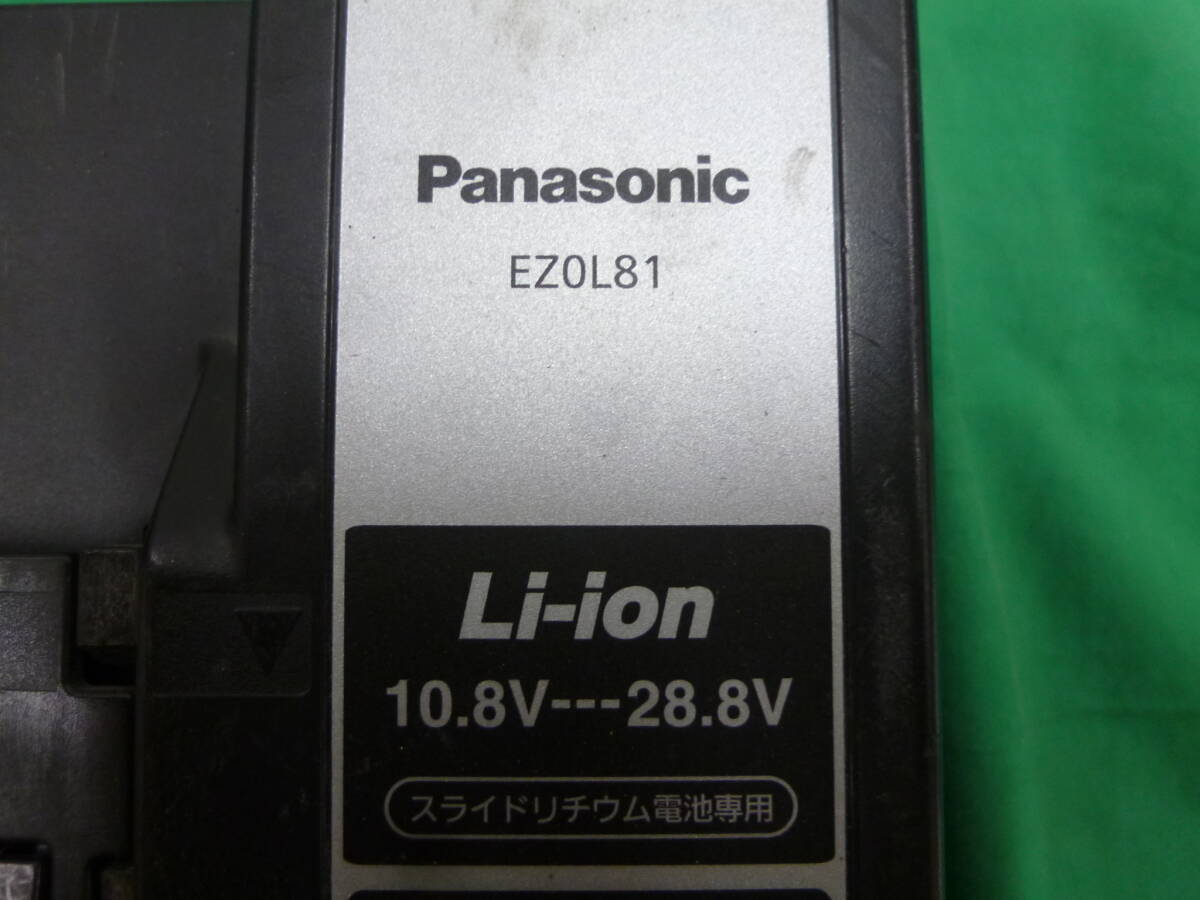 Panasonic
EZ0L81
Li-ion
10.8V---28.8V
スライドリチウム電池専用